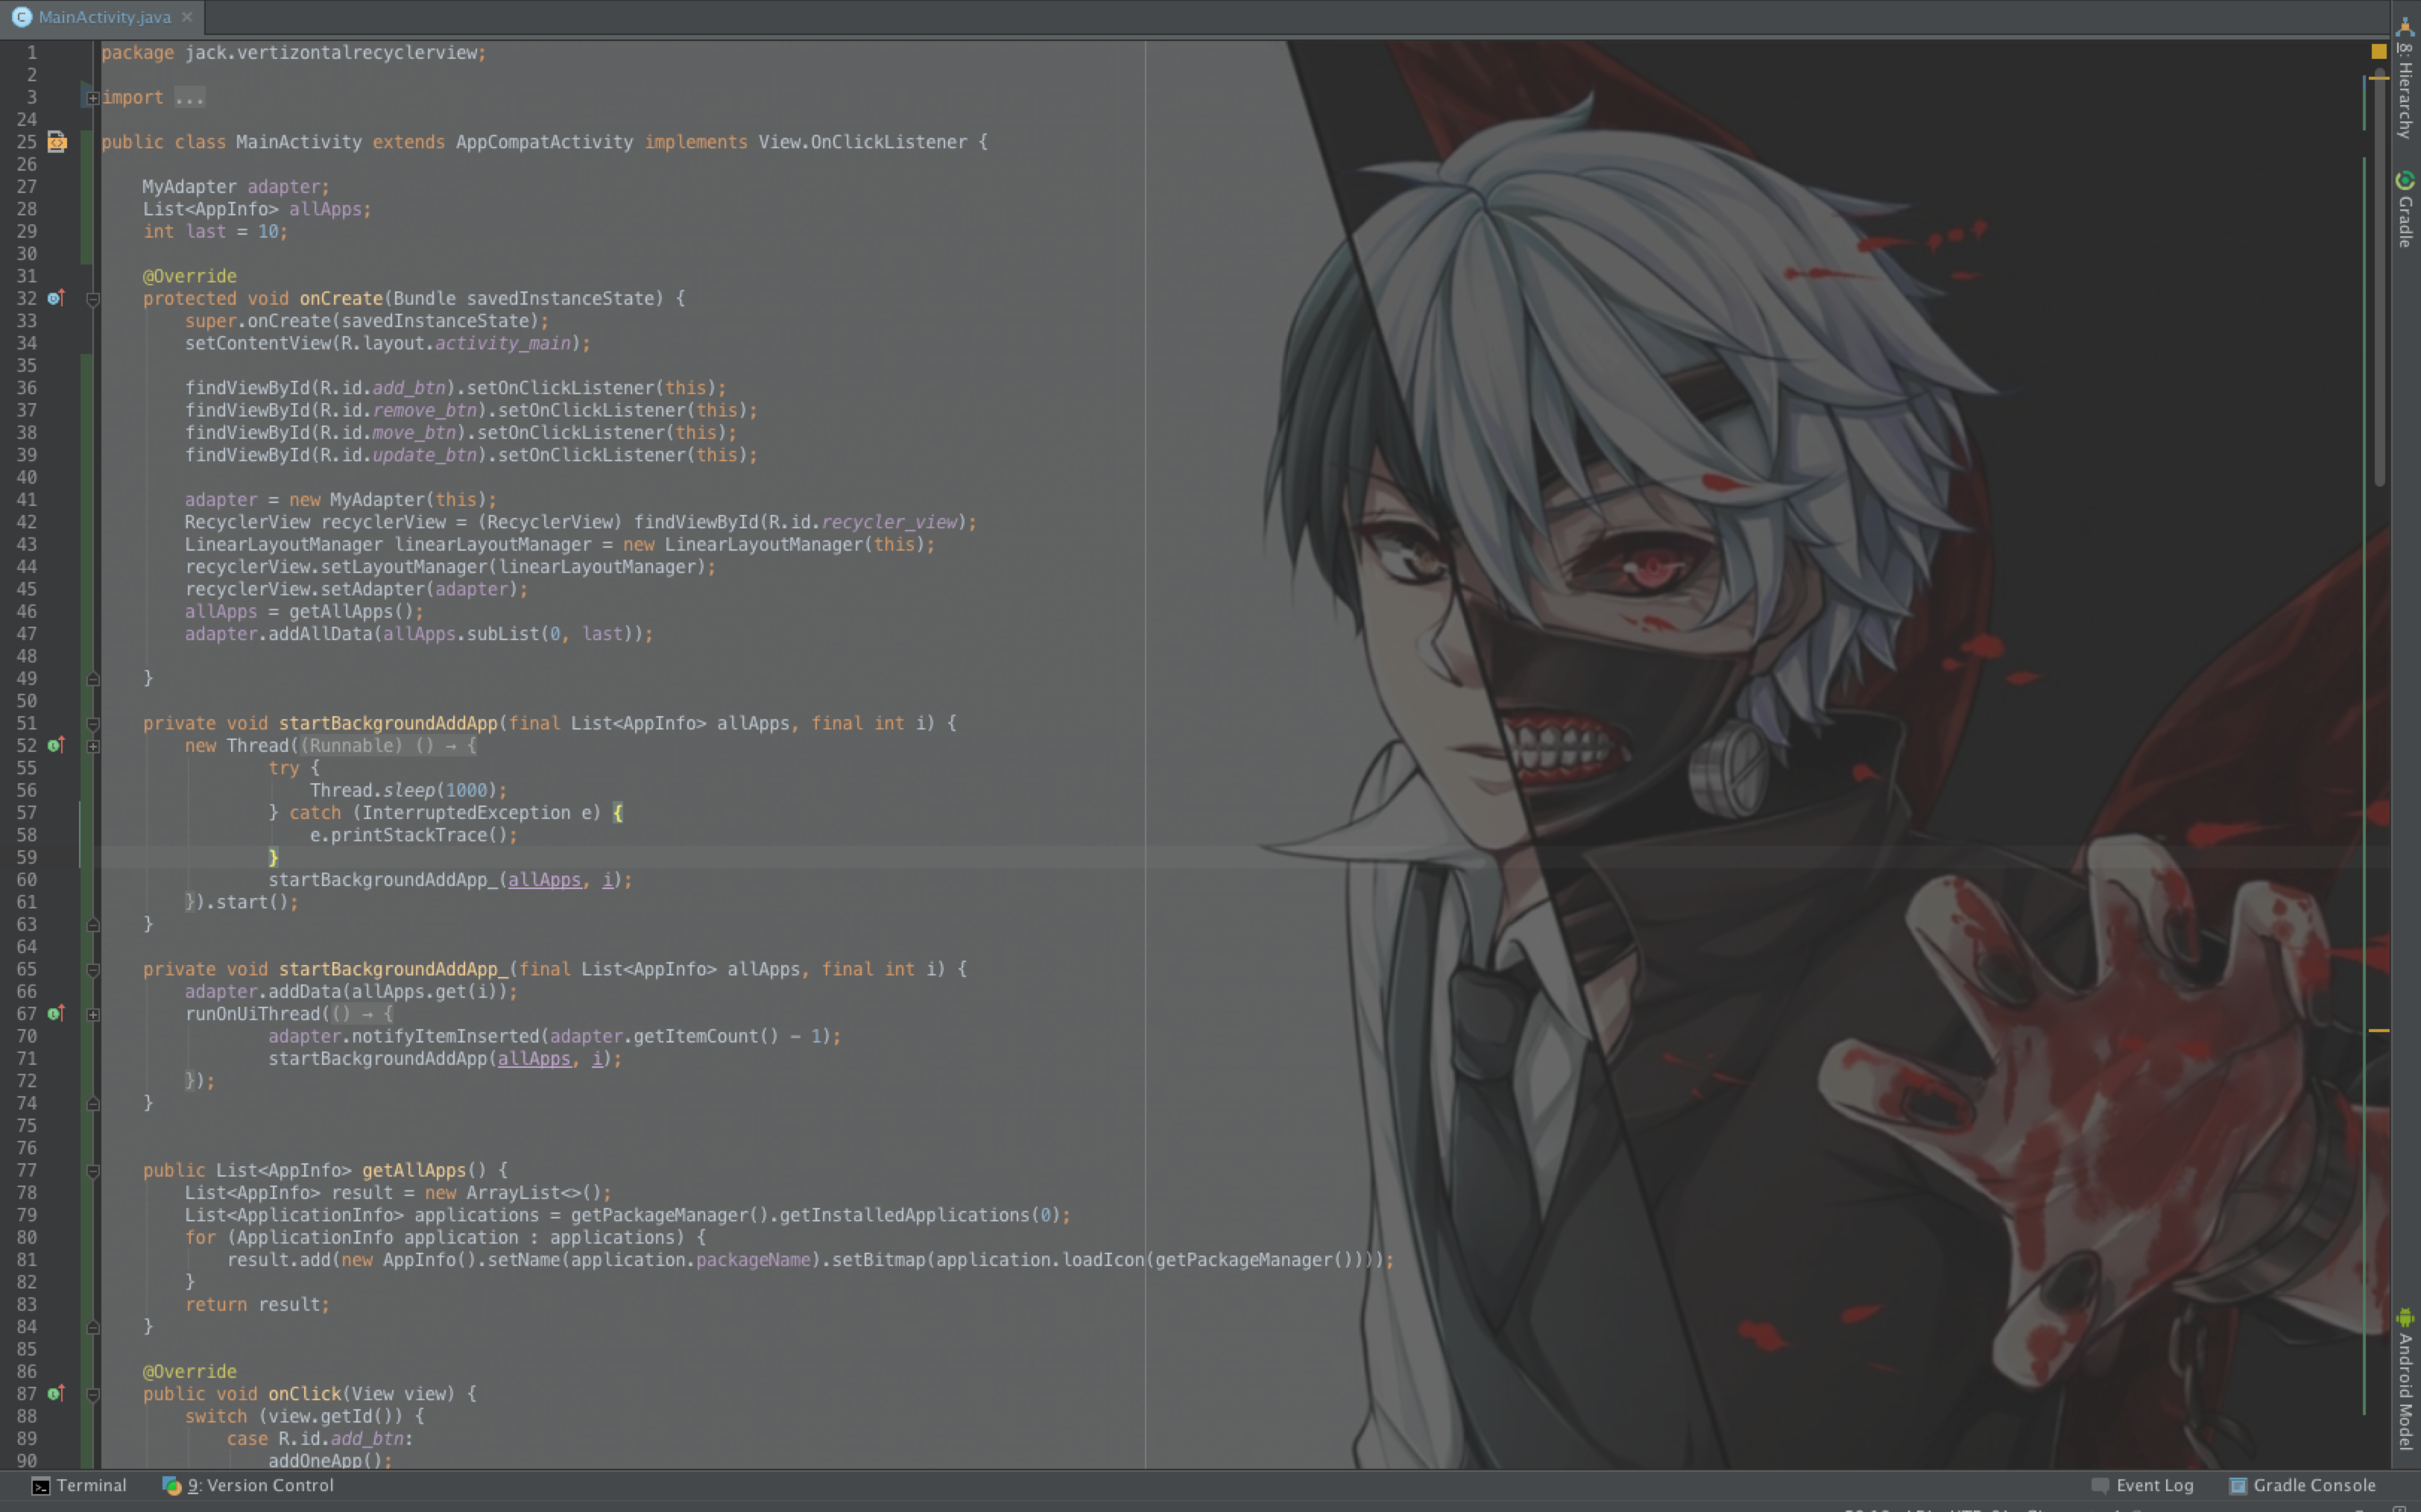 MainActivity.java
1 package jack.vertizontalrecyclerview;
2
3 import ...
24
25 public class MainActivity extends AppCompatActivity implements View.OnClickListener {
26
27     MyAdapter adapter;
28     List<AppInfo> allApps;
29     int last = 10;
30
31     @Override
32     protected void onCreate(Bundle savedInstanceState) {
33         super.onCreate(savedInstanceState);
34         setContentView(R.layout.activity_main);
35
36         findViewById(R.id.add_btn).setOnClickListener(this);
37         findViewById(R.id.remove_btn).setOnClickListener(this);
38         findViewById(R.id.move_btn).setOnClickListener(this);
39         findViewById(R.id.update_btn).setOnClickListener(this);
40
41         adapter = new MyAdapter(this);
42         RecyclerView recyclerView = (RecyclerView) findViewById(R.id.recycler_view);
43         LinearLayoutManager linearLayoutManager = new LinearLayoutManager(this);
44         recyclerView.setLayoutManager(linearLayoutManager);
45         recyclerView.setAdapter(adapter);
46         allApps = getAllApps();
47         adapter.addAllData(allApps.subList(0, last));
48
49     }
50
51     private void startBackgroundAddApp(final List<AppInfo> allApps, final int i) {
52         new Thread((Runnable) () → {
55                 try {
56                     Thread.sleep(1000);
57                 } catch (InterruptedException e) {
58                     e.printStackTrace();
59                 }
60                 startBackgroundAddApp_(allApps, i);
61         }).start();
63     }
64
65     private void startBackgroundAddApp_(final List<AppInfo> allApps, final int i) {
66         adapter.addData(allApps.get(i));
67         runOnUiThread(() → {
70                 adapter.notifyItemInserted(adapter.getItemCount() - 1);
71                 startBackgroundAddApp(allApps, i);
72         });
74     }
75
76
77     public List<AppInfo> getAllApps() {
78         List<AppInfo> result = new ArrayList<>();
79         List<ApplicationInfo> applications = getPackageManager().getInstalledApplications(0);
80         for (ApplicationInfo application : applications) {
81             result.add(new AppInfo().setName(application.packageName).setBitmap(application.loadIcon(getPackageManager())));
82         }
83         return result;
84     }
85
86     @Override
87     public void onClick(View view) {
88         switch (view.getId()) {
89             case R.id.add_btn:
90                 addOneApp();
8: Hierarchy
Gradle
Android Model
Terminal
9: Version Control
Event Log
Gradle Console